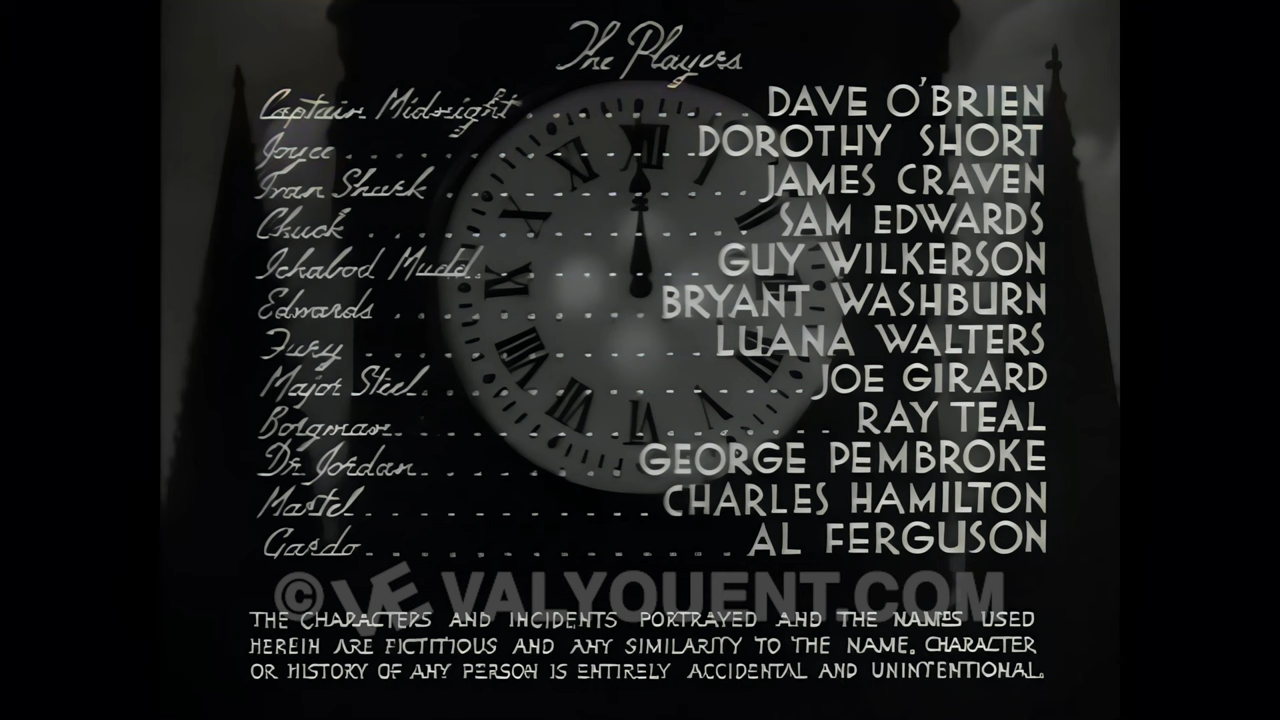 The Players
Captain Midnight . . . . . . . . . . DAVE O'BRIEN
Joyce . . . . . . . . . . . . . . . DOROTHY SHORT
Ivan Shark . . . . . . . . . . . . . JAMES CRAVEN
Chuck . . . . . . . . . . . . . . . . SAM EDWARDS
Ichabod Mudd . . . . . . . . . . GUY WILKERSON
Edwards . . . . . . . . . . . BRYANT WASHBURN
Fury . . . . . . . . . . . . . . . LUANA WALTERS
Major Steel . . . . . . . . . . . . . . . JOE GIRARD
Borgman . . . . . . . . . . . . . . . . . RAY TEAL
Dr. Jordan . . . . . . . . . GEORGE PEMBROKE
Martel . . . . . . . . . . . . CHARLES HAMILTON
Gardo . . . . . . . . . . . . . . . . AL FERGUSON
© VE VALYOUENT.COM
THE CHARACTERS AND INCIDENTS PORTRAYED AND THE NAMES USED
HEREIN ARE FICTITIOUS AND ANY SIMILARITY TO THE NAME, CHARACTER
OR HISTORY OF ANY PERSON IS ENTIRELY ACCIDENTAL AND UNINTENTIONAL.